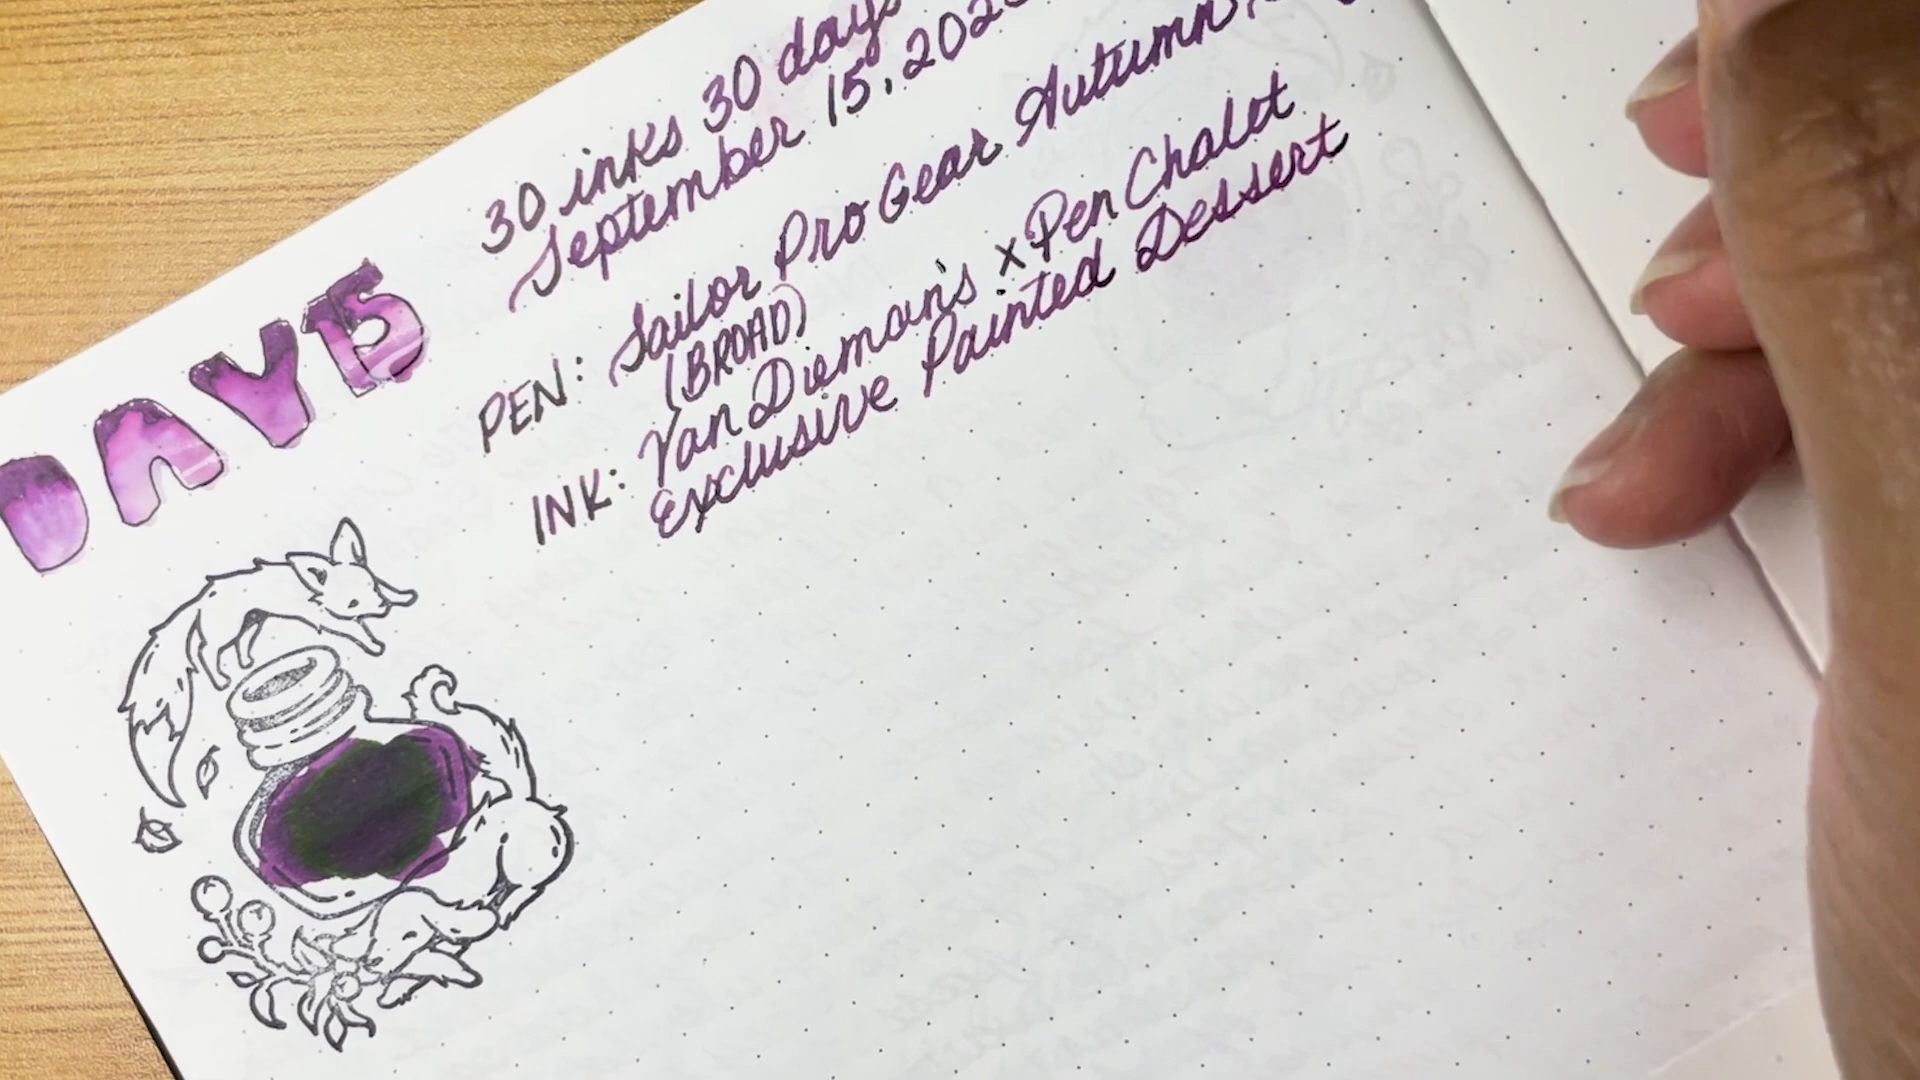 DAY 15
30 inks 30 days
September 15, 202
PEN: Sailor Pro Gear Autumn
(BROAD)
INK: Van Dieman's x Pen Chalet
Exclusive Painted Dessert